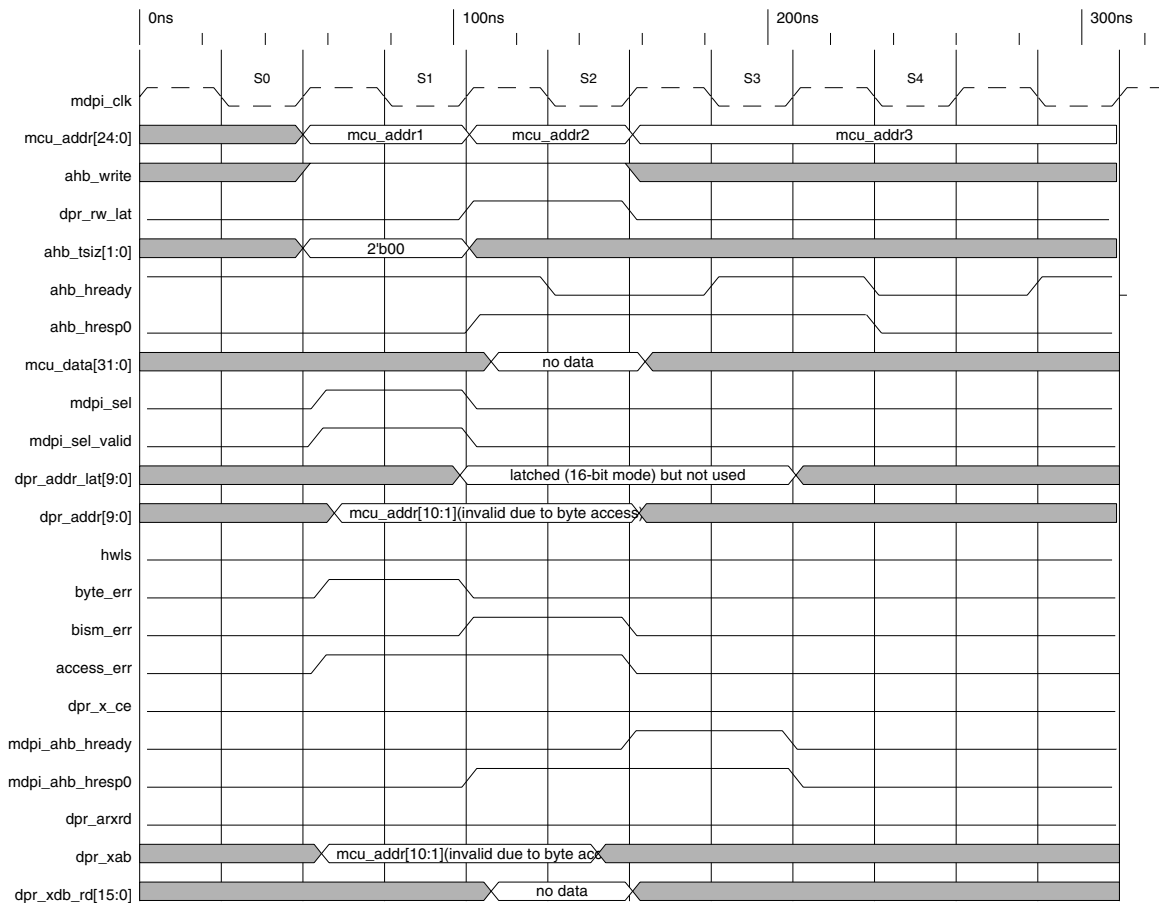 0ns 100ns 200ns 300ns
S0 S1 S2 S3 S4
mdpi_clk
mcu_addr[24:0] mcu_addr1 mcu_addr2 mcu_addr3
ahb_write
dpr_rw_lat
ahb_tsiz[1:0] 2'b00
ahb_hready
ahb_hresp0
mcu_data[31:0] no data
mdpi_sel
mdpi_sel_valid
dpr_addr_lat[9:0] latched (16-bit mode) but not used
dpr_addr[9:0] mcu_addr[10:1](invalid due to byte access)
hwls
byte_err
bism_err
access_err
dpr_x_ce
mdpi_ahb_hready
mdpi_ahb_hresp0
dpr_arxrd
dpr_xab mcu_addr[10:1](invalid due to byte acc
dpr_xdb_rd[15:0] no data